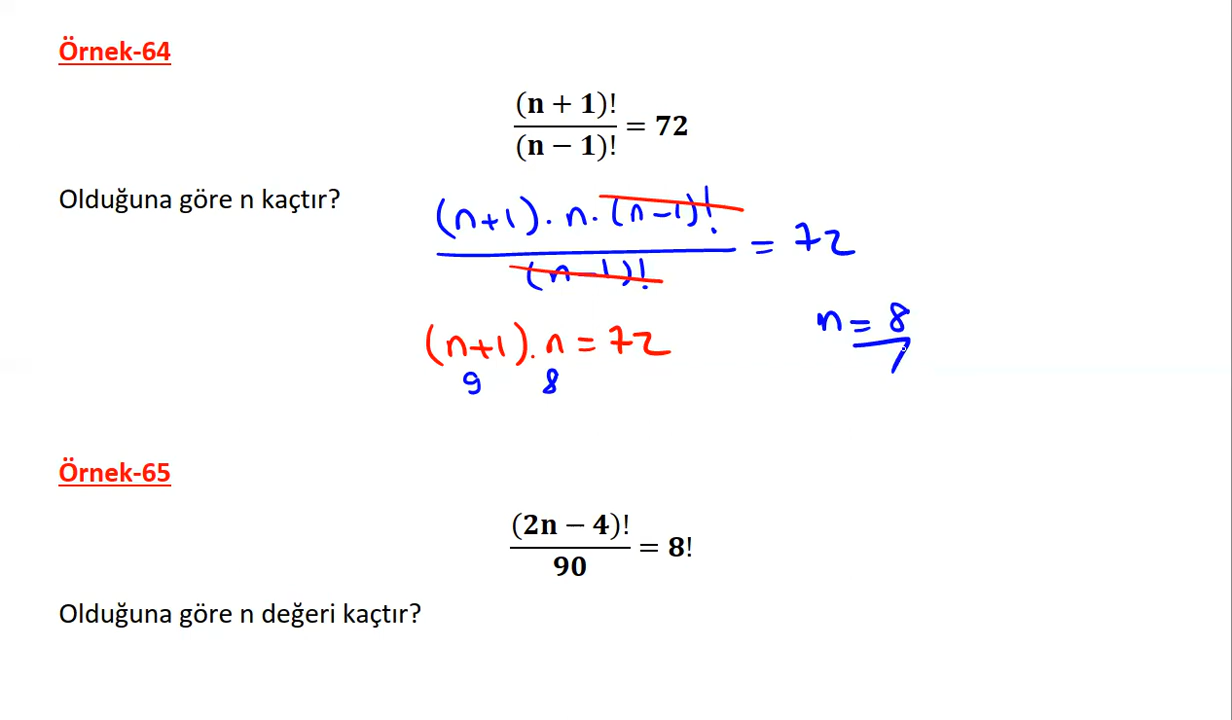 Örnek-64
(n + 1)!
(n − 1)!
= 72
Olduğuna göre n kaçtır?
(n+1) . n . (n−1)!
(n−1)!
= 72
(n+1) . n = 72
9 8
n = 8
Örnek-65
(2n − 4)!
90
= 8!
Olduğuna göre n değeri kaçtır?